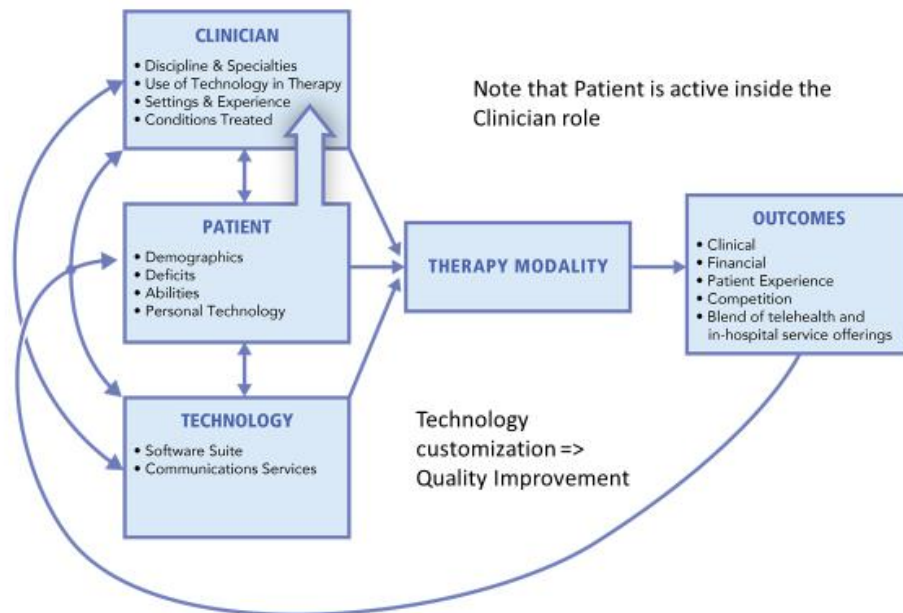 CLINICIAN
• Discipline & Specialties
• Use of Technology in Therapy
• Settings & Experience
• Conditions Treated
Note that Patient is active inside the
Clinician role
PATIENT
• Demographics
• Deficits
• Abilities
• Personal Technology
THERAPY MODALITY
OUTCOMES
• Clinical
• Financial
• Patient Experience
• Competition
• Blend of telehealth and
in-hospital service offerings
TECHNOLOGY
• Software Suite
• Communications Services
Technology
customization =>
Quality Improvement